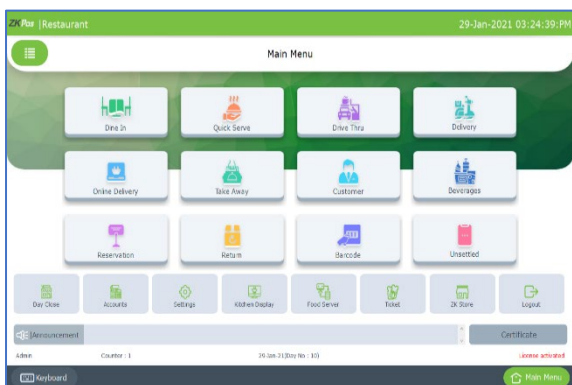 ZKPos |Restaurant 29-Jan-2021 03:24:39:PM
Main Menu
Dine In Quick Serve Drive Thru Delivery
Online Delivery Take Away Customer Beverages
Reservation Return Barcode Unsettled
Day Close Accounts Settings Kitchen Display Food Server Ticket ZK Store Logout
|Announcement Certificate
Admin Counter : 1 29-Jan-21(Day No : 10) License activated
Keyboard Main Menu